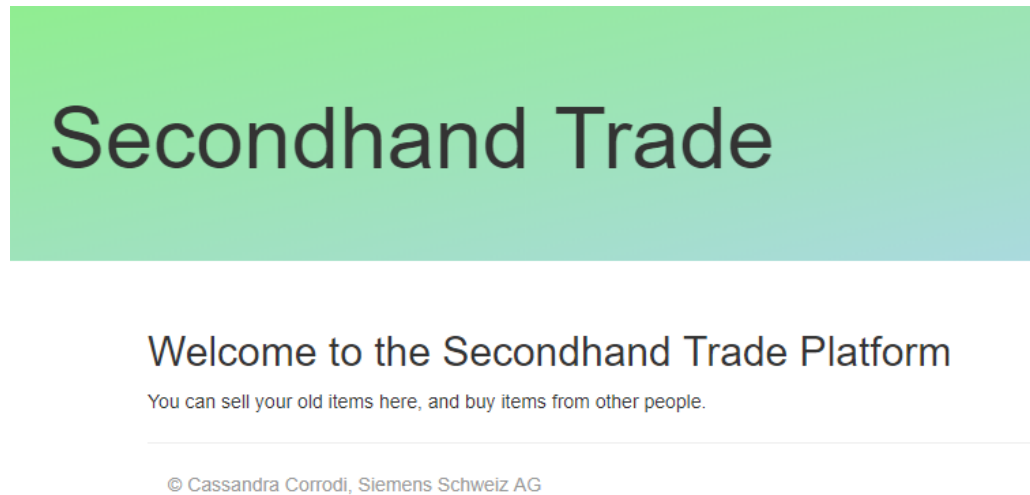 Secondhand Trade
Welcome to the Secondhand Trade Platform
You can sell your old items here, and buy items from other people.
© Cassandra Corrodi, Siemens Schweiz AG